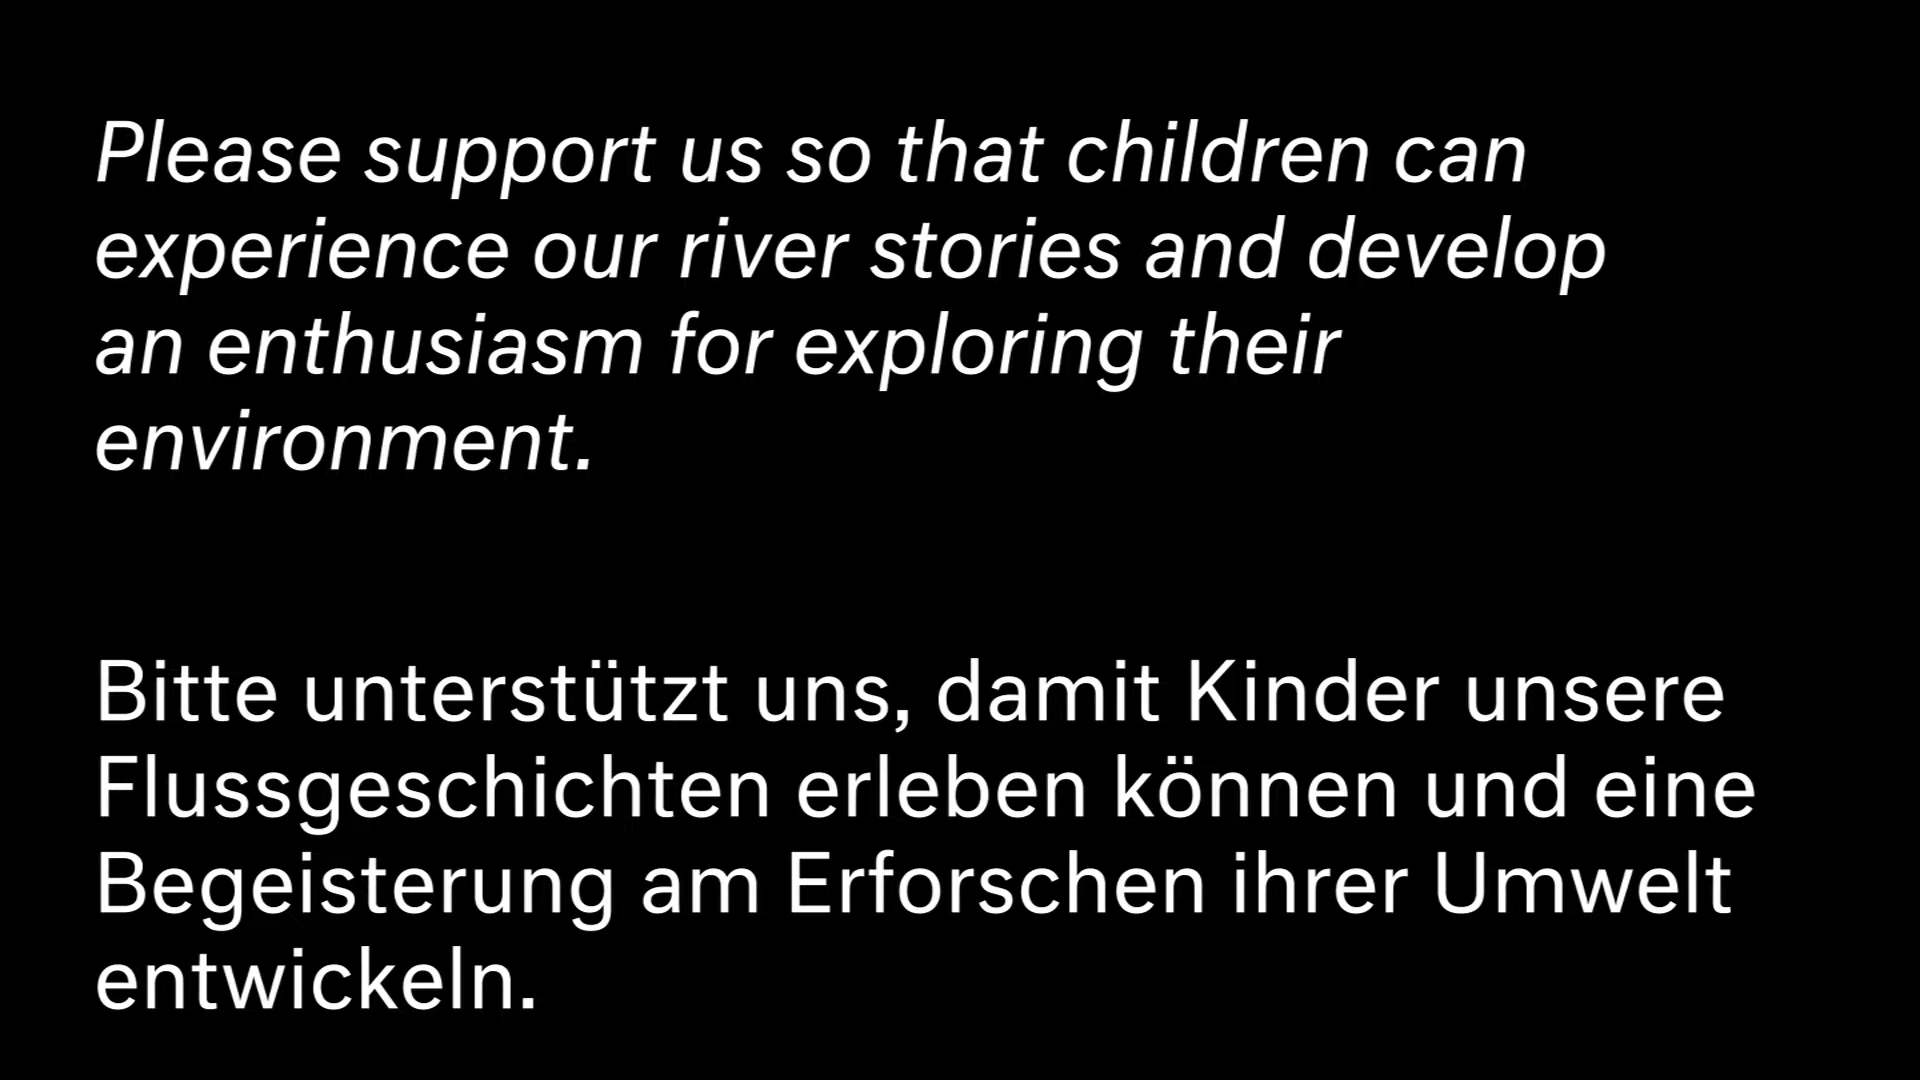 Please support us so that children can
experience our river stories and develop
an enthusiasm for exploring their
environment.
Bitte unterstützt uns, damit Kinder unsere
Flussgeschichten erleben können und eine
Begeisterung am Erforschen ihrer Umwelt
entwickeln.